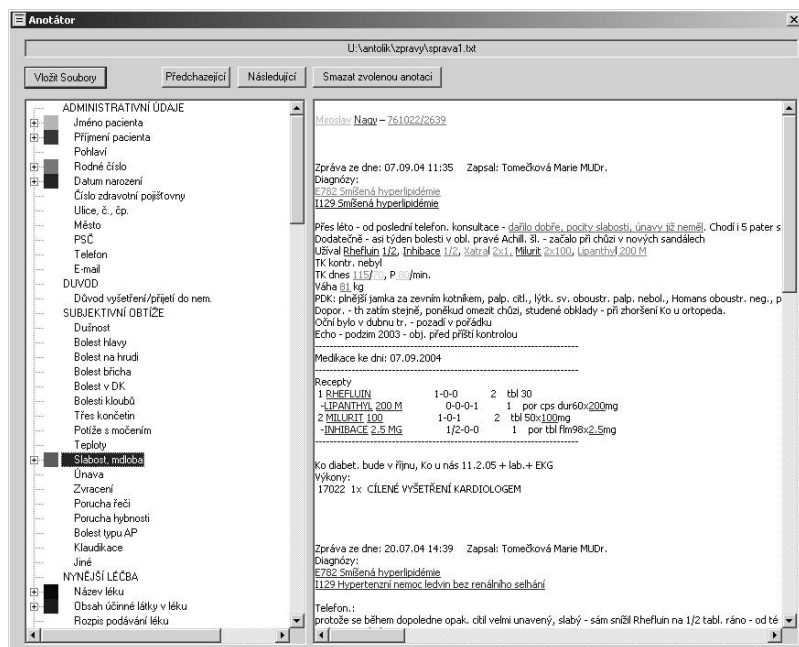 Anotátor
U:\antolik\zpravy\sprava1.txt
Vložit Soubory
Předchazející
Následující
Smazat zvolenou anotaci
ADMINISTRATIVNÍ ÚDAJE
Jméno pacienta
Příjmení pacienta
Pohlaví
Rodné číslo
Datum narození
Číslo zdravotní pojišťovny
Ulice, č., čp.
Město
PSČ
Telefon
E-mail
DUVOD
Důvod vyšetření/přijetí do nem.
SUBJEKTIVNÍ OBTÍŽE
Dušnost
Bolest hlavy
Bolest na hrudi
Bolest břicha
Bolest v DK
Bolesti kloubů
Třes končetin
Potíže s močením
Teploty
Slabost, mdloba
Únava
Zvracení
Porucha řeči
Porucha hybnosti
Bolest typu AP
Klaudikace
Jiné
NYNĚJŠÍ LÉČBA
Název léku
Obsah účinné látky v léku
Rozpis podávání léku
Miroslav Nagy – 761022/2639
Zpráva ze dne: 07.09.04 11:35 Zapsal: Tomečková Marie MUDr.
Diagnózy:
E782 Smíšená hyperlipidémie
I129 Smíšená hyperlipidémie
Přes léto - od poslední telefon. konsultace - dařilo dobře, pocity slabosti, únavy již neměl. Chodí i 5 pater s
Dodatečně - asi týden bolesti v obl. pravé Achill. šl. - začalo při chůzi v nových sandálech
Užíval Rhefluin 1/2, Inhibace 1/2, Xatral 2x1, Milurit 2x100, Lipanthyl 200 M
TK kontr. nebyl
TK dnes 115/70, P 80/min.
Váha 81 kg
PDK: plnější jamka za zevním kotníkem, palp. citl., lýtk. sv. oboustr. palp. nebol., Homans oboustr. neg., p
Dopor. - th zatím stejně, poněkud omezit chůzi, studené obklady - při zhoršení Ko u ortopeda.
Oční bylo v dubnu tr. - pozadí v pořádku
Echo - podzim 2003 - obj. před příští kontrolou
--------------------------------------------------------------
Medikace ke dni: 07.09.2004
--------------------------------------------------------------
Recepty
1 RHEFLUIN 1-0-0 2 tbl 30
-LIPANTHYL 200 M 0-0-0-1 1 por cps dur60x200mg
2 MILURIT 100 1-0-1 2 tbl 50x100mg
-INHIBACE 2.5 MG 1/2-0-0 1 por tbl flm98x2.5mg
--------------------------------------------------------------
Ko diabet. bude v říjnu, Ko u nás 11.2.05 + lab.+ EKG
Výkony:
17022 1x CÍLENÉ VYŠETŘENÍ KARDIOLOGEM
Zpráva ze dne: 20.07.04 14:39 Zapsal: Tomečková Marie MUDr.
Diagnózy:
E782 Smíšená hyperlipidémie
I129 Hypertenzní nemoc ledvin bez renálního selhání
Telefon.:
protože se během dopoledne opak. cítil velmi unavený, slabý - sám snížil Rhefluin na 1/2 tabl. ráno - od té